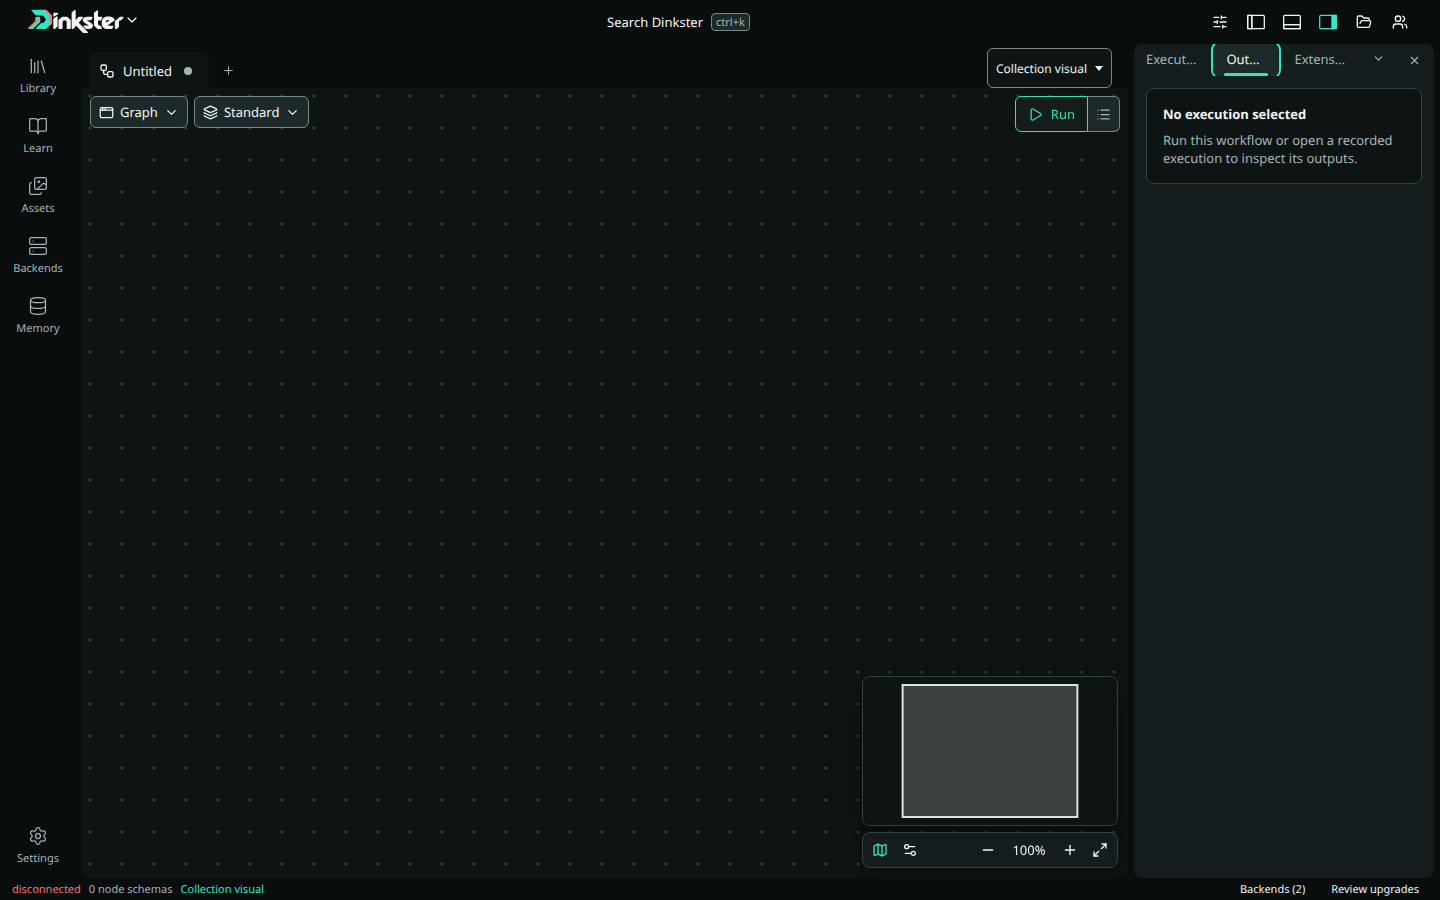 Dinkster
Search Dinkster ctrl+k
Library
Learn
Assets
Backends
Memory
Settings
Untitled
Collection visual
Graph
Standard
Run
Execut...
Out...
Extens...
No execution selected
Run this workflow or open a recorded
execution to inspect its outputs.
100%
disconnected 0 node schemas Collection visual
Backends (2) Review upgrades